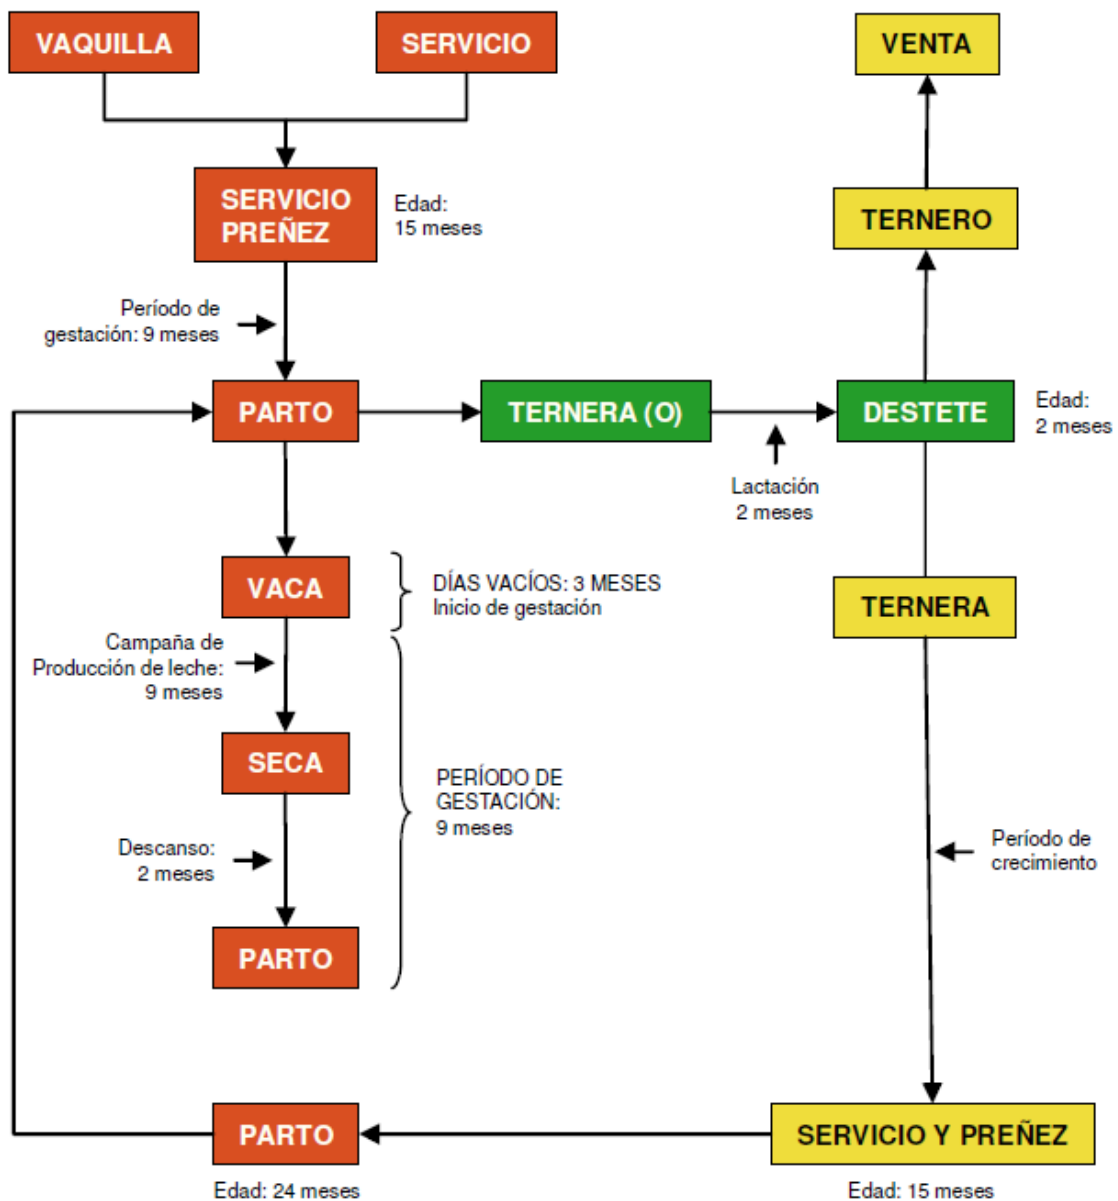 VAQUILLA
SERVICIO
VENTA
SERVICIO
PREÑEZ
Edad:
15 meses
TERNERO
Período de
gestación: 9 meses
PARTO
TERNERA (O)
DESTETE
Edad:
2 meses
Lactación
2 meses
VACA
DÍAS VACÍOS: 3 MESES
Inicio de gestación
TERNERA
Campaña de
Producción de leche:
9 meses
SECA
PERÍODO DE
GESTACIÓN:
9 meses
Descanso:
2 meses
Período de
crecimiento
PARTO
PARTO
SERVICIO Y PREÑEZ
Edad: 24 meses
Edad: 15 meses